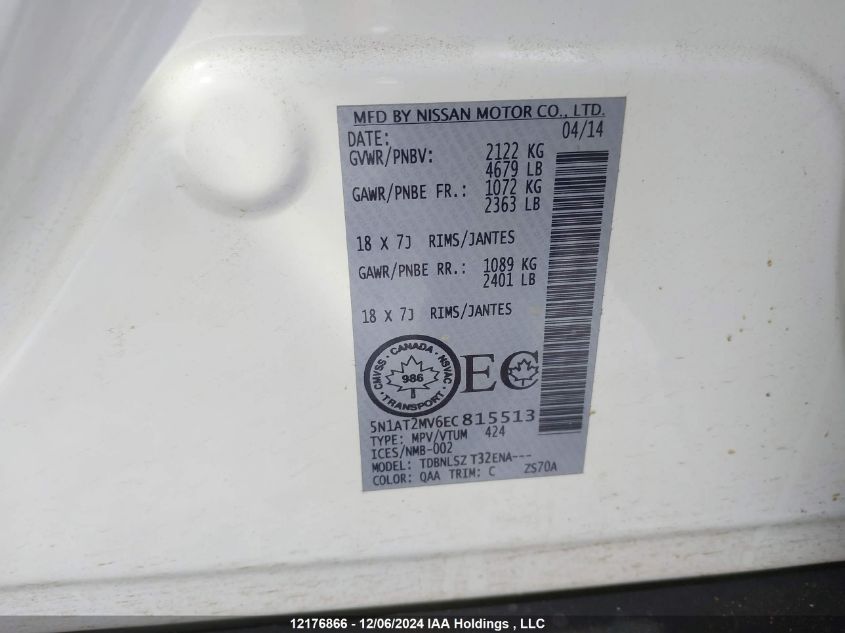 MFD BY NISSAN MOTOR CO., LTD.
DATE: 04/14
GVWR/PNBV: 2122 KG
4679 LB
GAWR/PNBE FR.: 1072 KG
2363 LB
18 X 7J RIMS/JANTES
GAWR/PNBE RR.: 1089 KG
2401 LB
18 X 7J RIMS/JANTES
CANADA
CMVSS NSVAC
986
TRANSPORT
EC
5N1AT2MV6EC815513
TYPE: MPV/VTUM 424
ICES/NMB-002
MODEL: TDBNLSZ T32ENA---
COLOR: QAA TRIM: C ZS70A
12176866 - 12/06/2024 IAA Holdings , LLC